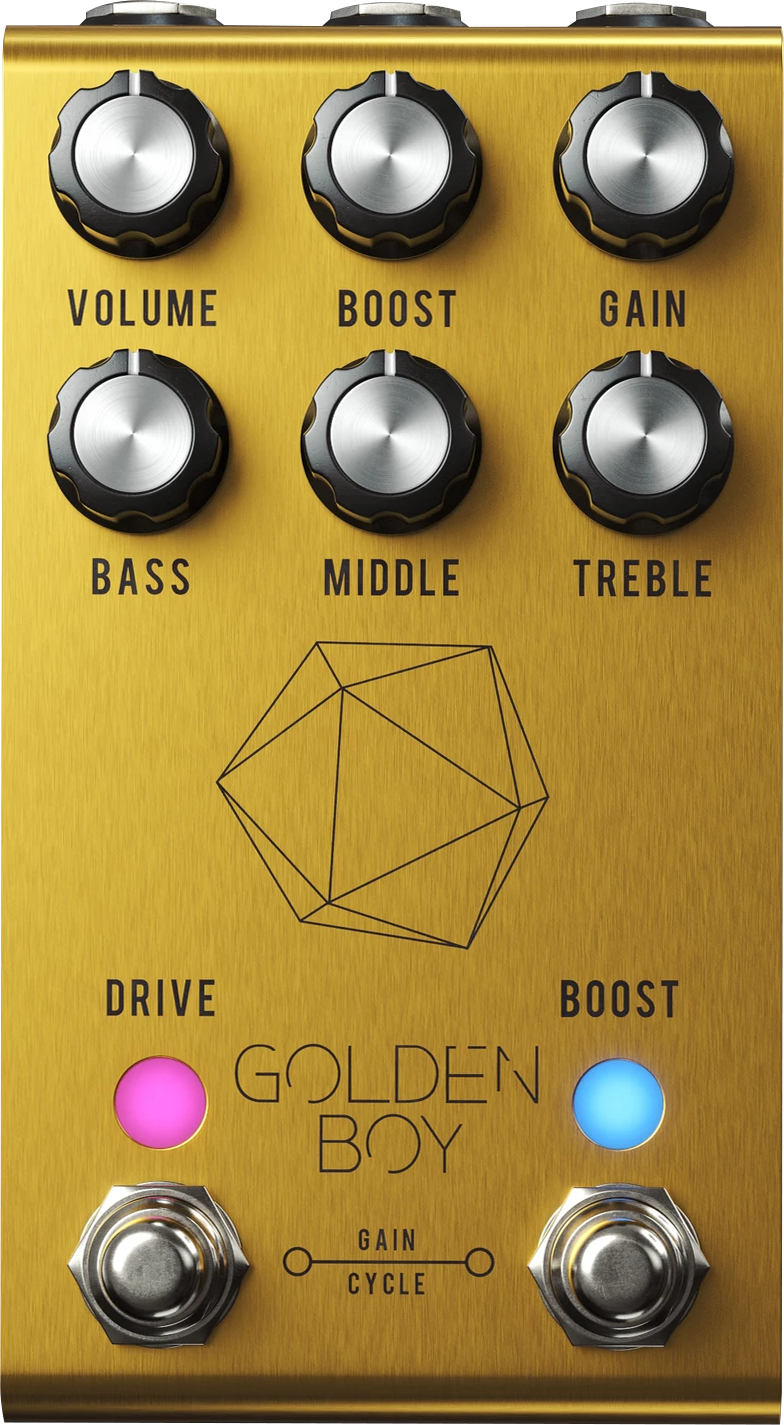 VOLUME BOOST GAIN
BASS MIDDLE TREBLE
DRIVE BOOST
GOLDEN
BOY
GAIN
CYCLE